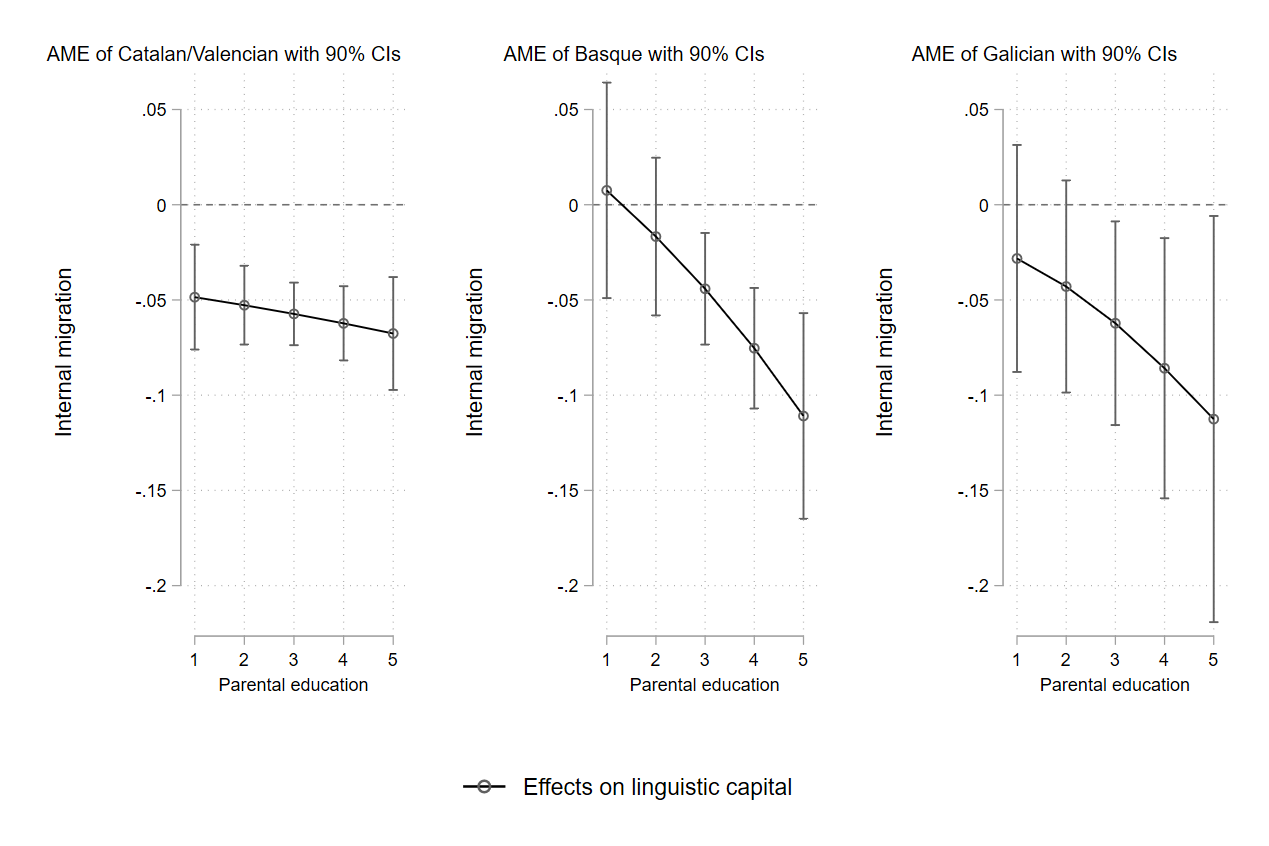 AME of Catalan/Valencian with 90% CIs
.05
0
-.05
-.1
-.15
-.2
Internal migration
1 2 3 4 5
Parental education
AME of Basque with 90% CIs
.05
0
-.05
-.1
-.15
-.2
Internal migration
1 2 3 4 5
Parental education
AME of Galician with 90% CIs
.05
0
-.05
-.1
-.15
-.2
Internal migration
1 2 3 4 5
Parental education
Effects on linguistic capital